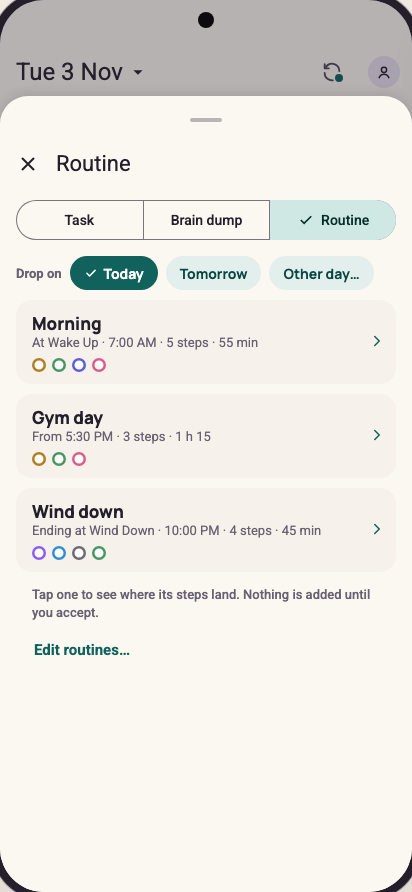 Tue 3 Nov
Routine
Task
Brain dump
Routine
Drop on
Today
Tomorrow
Other day…
Morning
At Wake Up · 7:00 AM · 5 steps · 55 min
Gym day
From 5:30 PM · 3 steps · 1 h 15
Wind down
Ending at Wind Down · 10:00 PM · 4 steps · 45 min
Tap one to see where its steps land. Nothing is added until
you accept.
Edit routines…